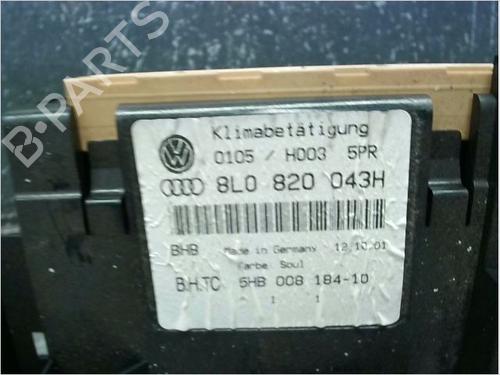 B-PARTS
Klimabetätigung
0105 / H003 5PR
8L0 820 043H
BHB Made in Germany 12.10.01
Farbe: Soul
B.H.TC 5HB 008 184-10
1 1